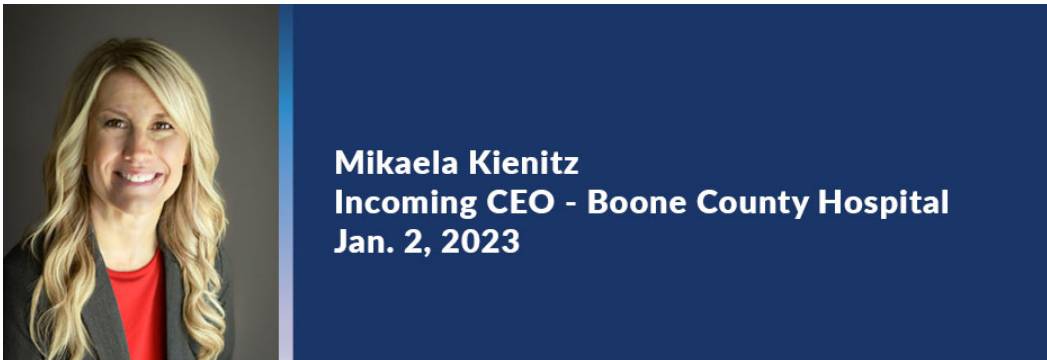 Mikaela Kienitz
Incoming CEO - Boone County Hospital
Jan. 2, 2023